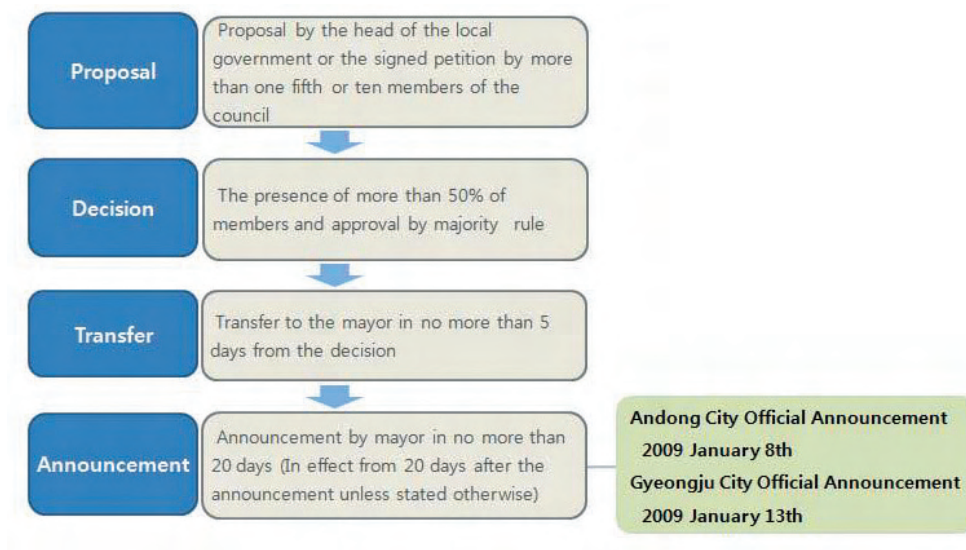 Proposal
Proposal by the head of the local
government or the signed petition by more
than one fifth or ten members of the
council
Decision
The presence of more than 50% of
members and approval by majority rule
Transfer
Transfer to the mayor in no more than 5
days from the decision
Announcement
Announcement by mayor in no more than
20 days (In effect from 20 days after the
announcement unless stated otherwise)
Andong City Official Announcement
2009 January 8th
Gyeongju City Official Announcement
2009 January 13th